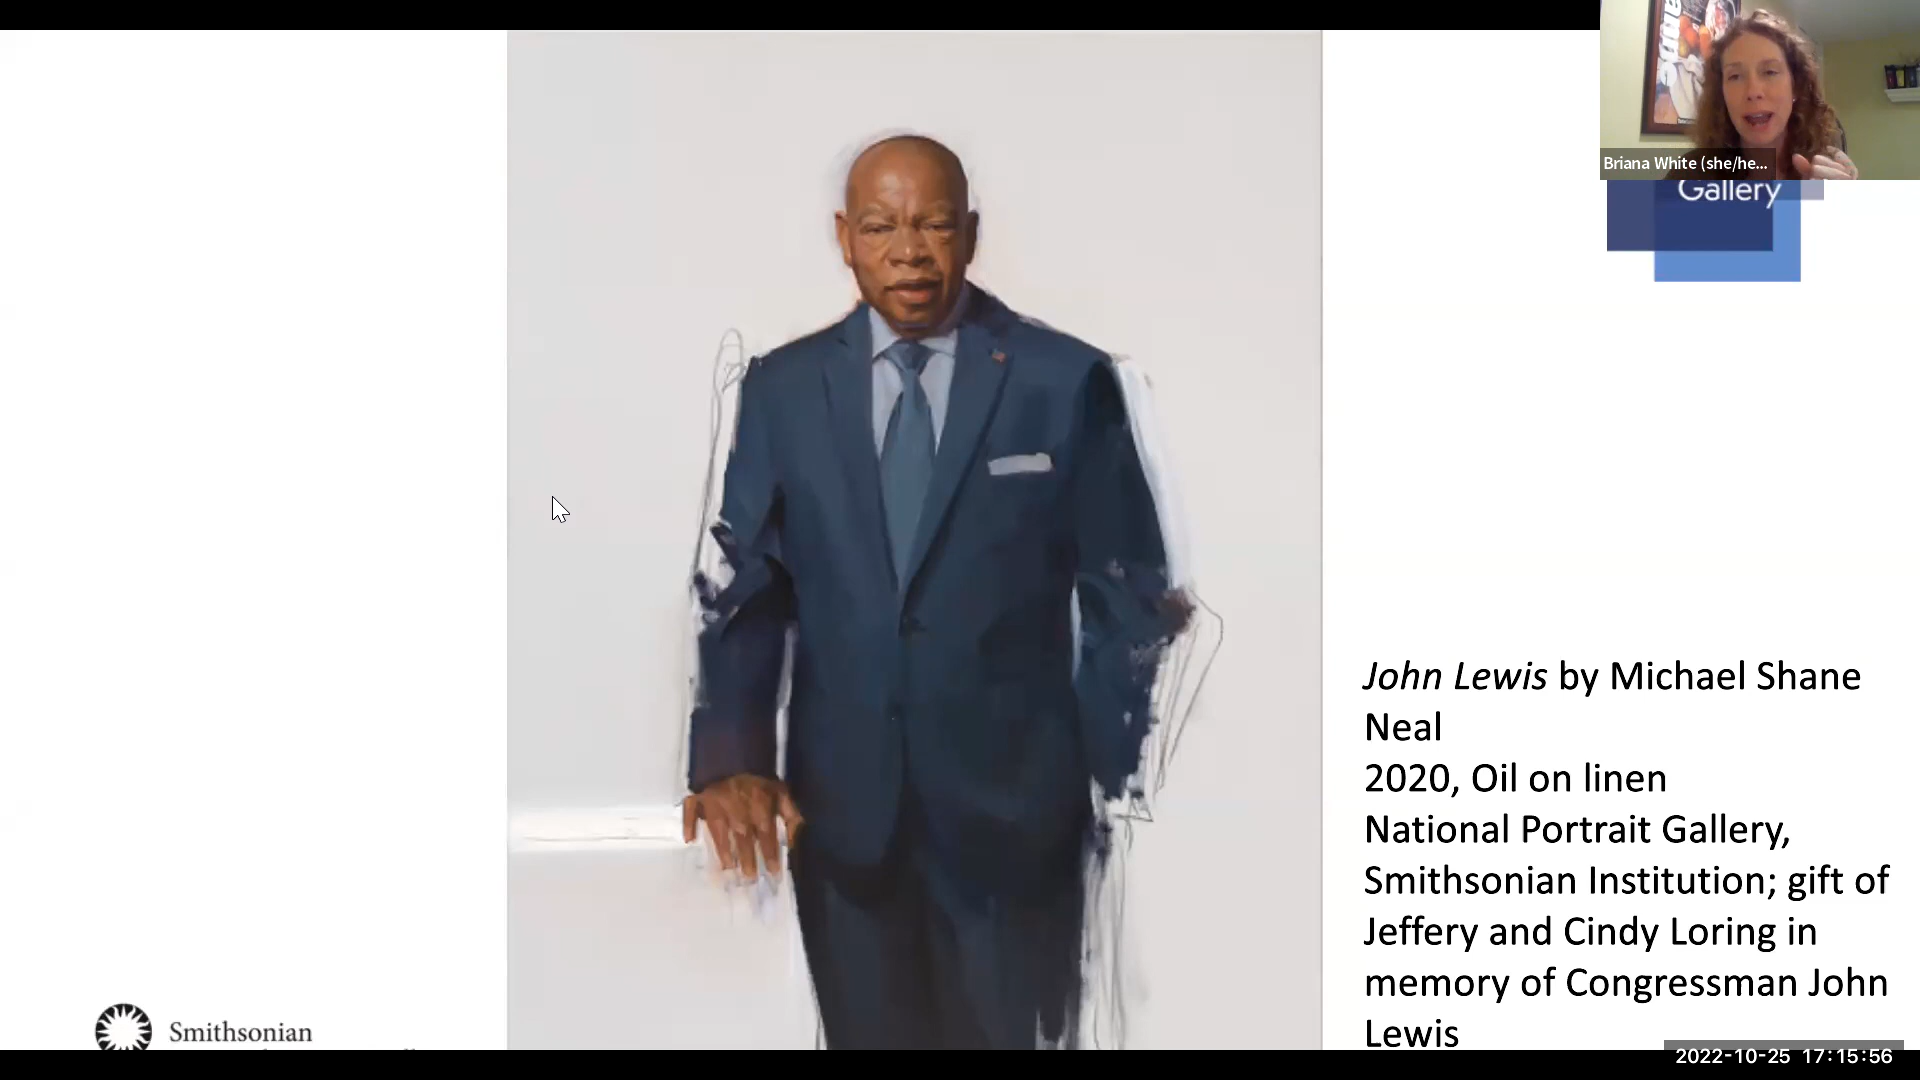 Briana White (she/he...
Gallery
John Lewis by Michael Shane
Neal
2020, Oil on linen
National Portrait Gallery,
Smithsonian Institution; gift of
Jeffery and Cindy Loring in
memory of Congressman John
Lewis
Smithsonian
2022-10-25 17:15:56